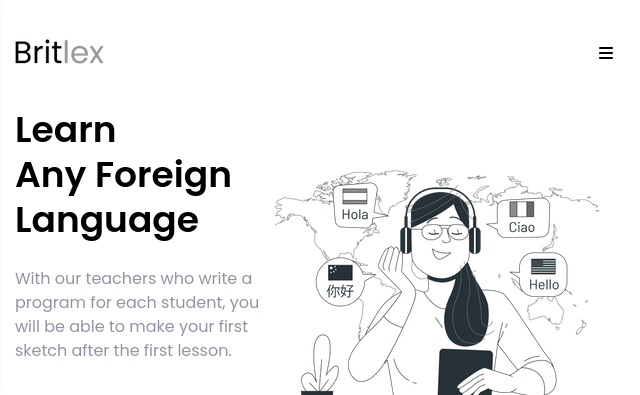 Britlex
Learn
Any Foreign
Language
With our teachers who write a
program for each student, you
will be able to make your first
sketch after the first lesson.
Hola
Ciao
你好
Hello